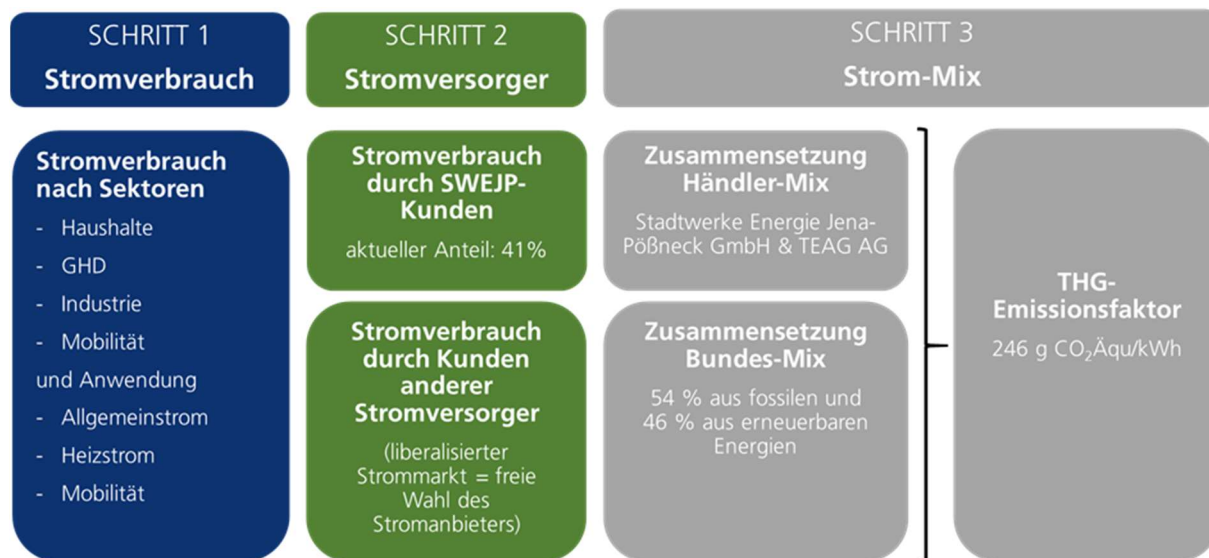 SCHRITT 1
Stromverbrauch
SCHRITT 2
Stromversorger
SCHRITT 3
Strom-Mix
Stromverbrauch
nach Sektoren
- Haushalte
- GHD
- Industrie
- Mobilität
und Anwendung
- Allgemeinstrom
- Heizstrom
- Mobilität
Stromverbrauch
durch SWEJP-
Kunden
aktueller Anteil: 41%
Stromverbrauch
durch Kunden
anderer
Stromversorger
(liberalisierter
Strommarkt = freie
Wahl des
Stromanbieters)
Zusammensetzung
Händler-Mix
Stadtwerke Energie Jena-
Pößneck GmbH & TEAG AG
Zusammensetzung
Bundes-Mix
54 % aus fossilen und
46 % aus erneuerbaren
Energien
THG-
Emissionsfaktor
246 g CO₂Äqu/kWh